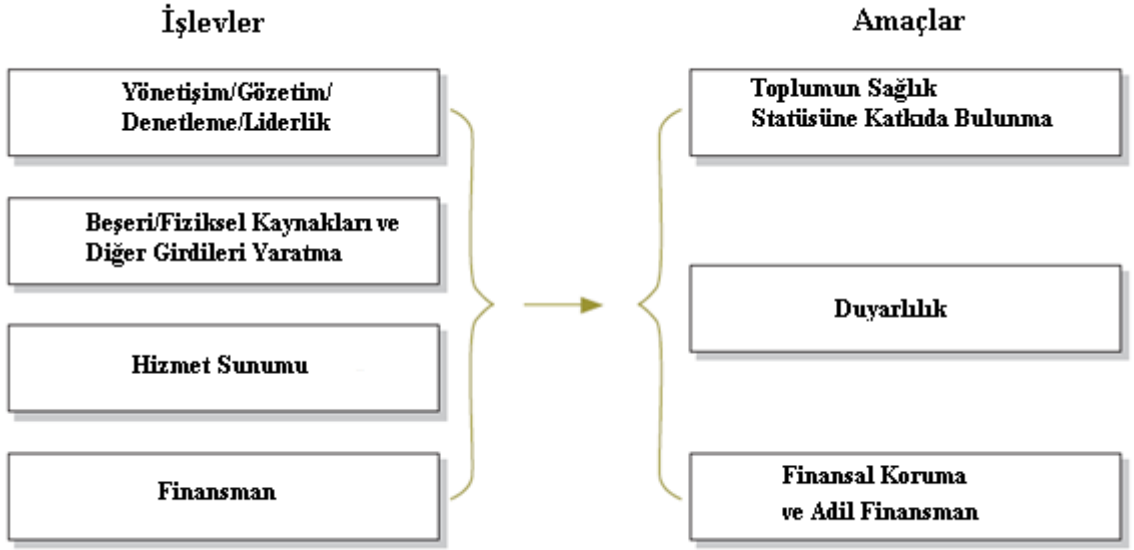 İşlevler
Yönetişim/Gözetim/
Denetleme/Liderlik
Beşeri/Fiziksel Kaynakları ve
Diğer Girdileri Yaratma
Hizmet Sunumu
Finansman
Amaçlar
Toplumun Sağlık
Statüsüne Katkıda Bulunma
Duyarlılık
Finansal Koruma
ve Adil Finansman